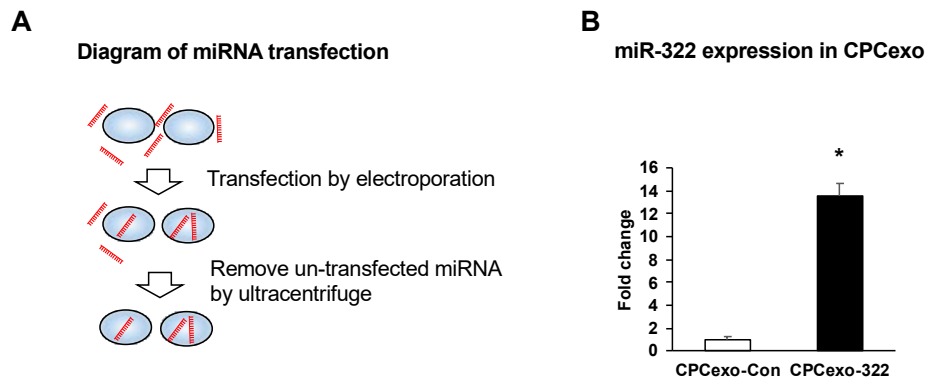 A
Diagram of miRNA transfection
Transfection by electroporation
Remove un-transfected miRNA
by ultracentrifuge
B
miR-322 expression in CPCexo
Fold change
16
14
12
10
8
6
4
2
0
*
CPCexo-Con
CPCexo-322